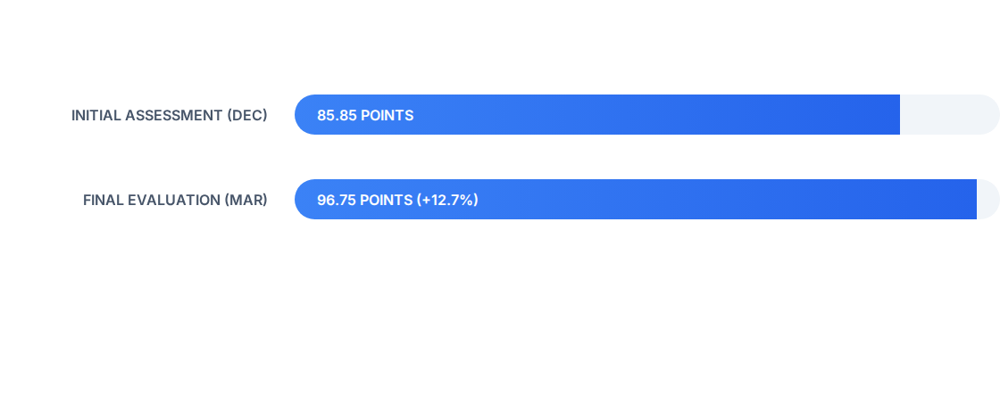 INITIAL ASSESSMENT (DEC)
85.85 POINTS
FINAL EVALUATION (MAR)
96.75 POINTS (+12.7%)